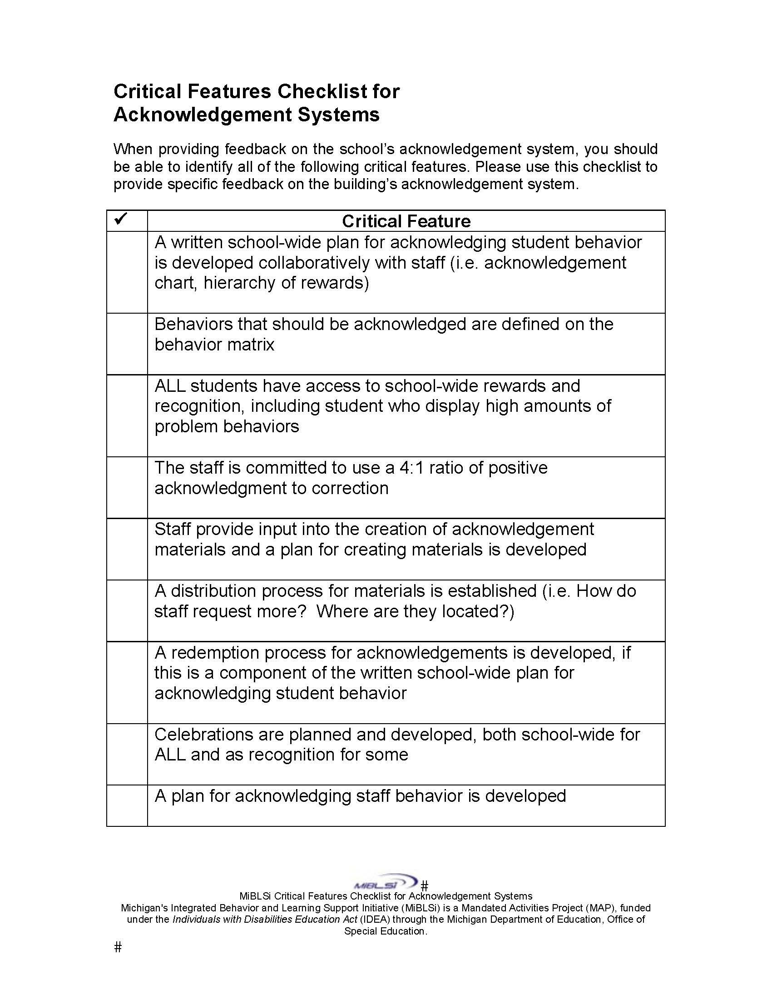 Critical Features Checklist for
Acknowledgement Systems
When providing feedback on the school’s acknowledgement system, you should
be able to identify all of the following critical features. Please use this checklist to
provide specific feedback on the building’s acknowledgement system.
✓ Critical Feature
A written school-wide plan for acknowledging student behavior
is developed collaboratively with staff (i.e. acknowledgement
chart, hierarchy of rewards)
Behaviors that should be acknowledged are defined on the
behavior matrix
ALL students have access to school-wide rewards and
recognition, including student who display high amounts of
problem behaviors
The staff is committed to use a 4:1 ratio of positive
acknowledgment to correction
Staff provide input into the creation of acknowledgement
materials and a plan for creating materials is developed
A distribution process for materials is established (i.e. How do
staff request more?  Where are they located?)
A redemption process for acknowledgements is developed, if
this is a component of the written school-wide plan for
acknowledging student behavior
Celebrations are planned and developed, both school-wide for
ALL and as recognition for some
A plan for acknowledging staff behavior is developed
MiBLSi #
MiBLSi Critical Features Checklist for Acknowledgement Systems
Michigan's Integrated Behavior and Learning Support Initiative (MiBLSi) is a Mandated Activities Project (MAP), funded
under the Individuals with Disabilities Education Act (IDEA) through the Michigan Department of Education, Office of
Special Education.
#